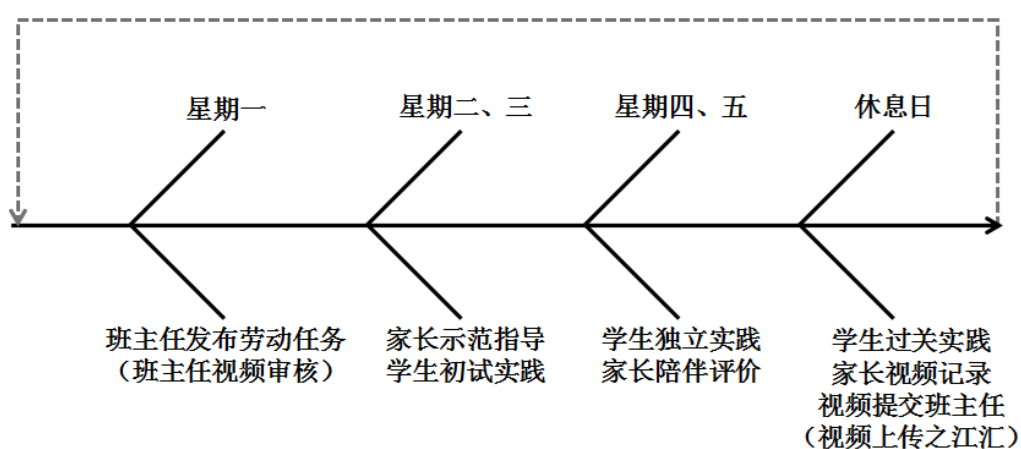 星期一
星期二、三
星期四、五
休息日
班主任发布劳动任务
（班主任视频审核）
家长示范指导
学生初试实践
学生独立实践
家长陪伴评价
学生过关实践
家长视频记录
视频提交班主任
（视频上传之江汇）